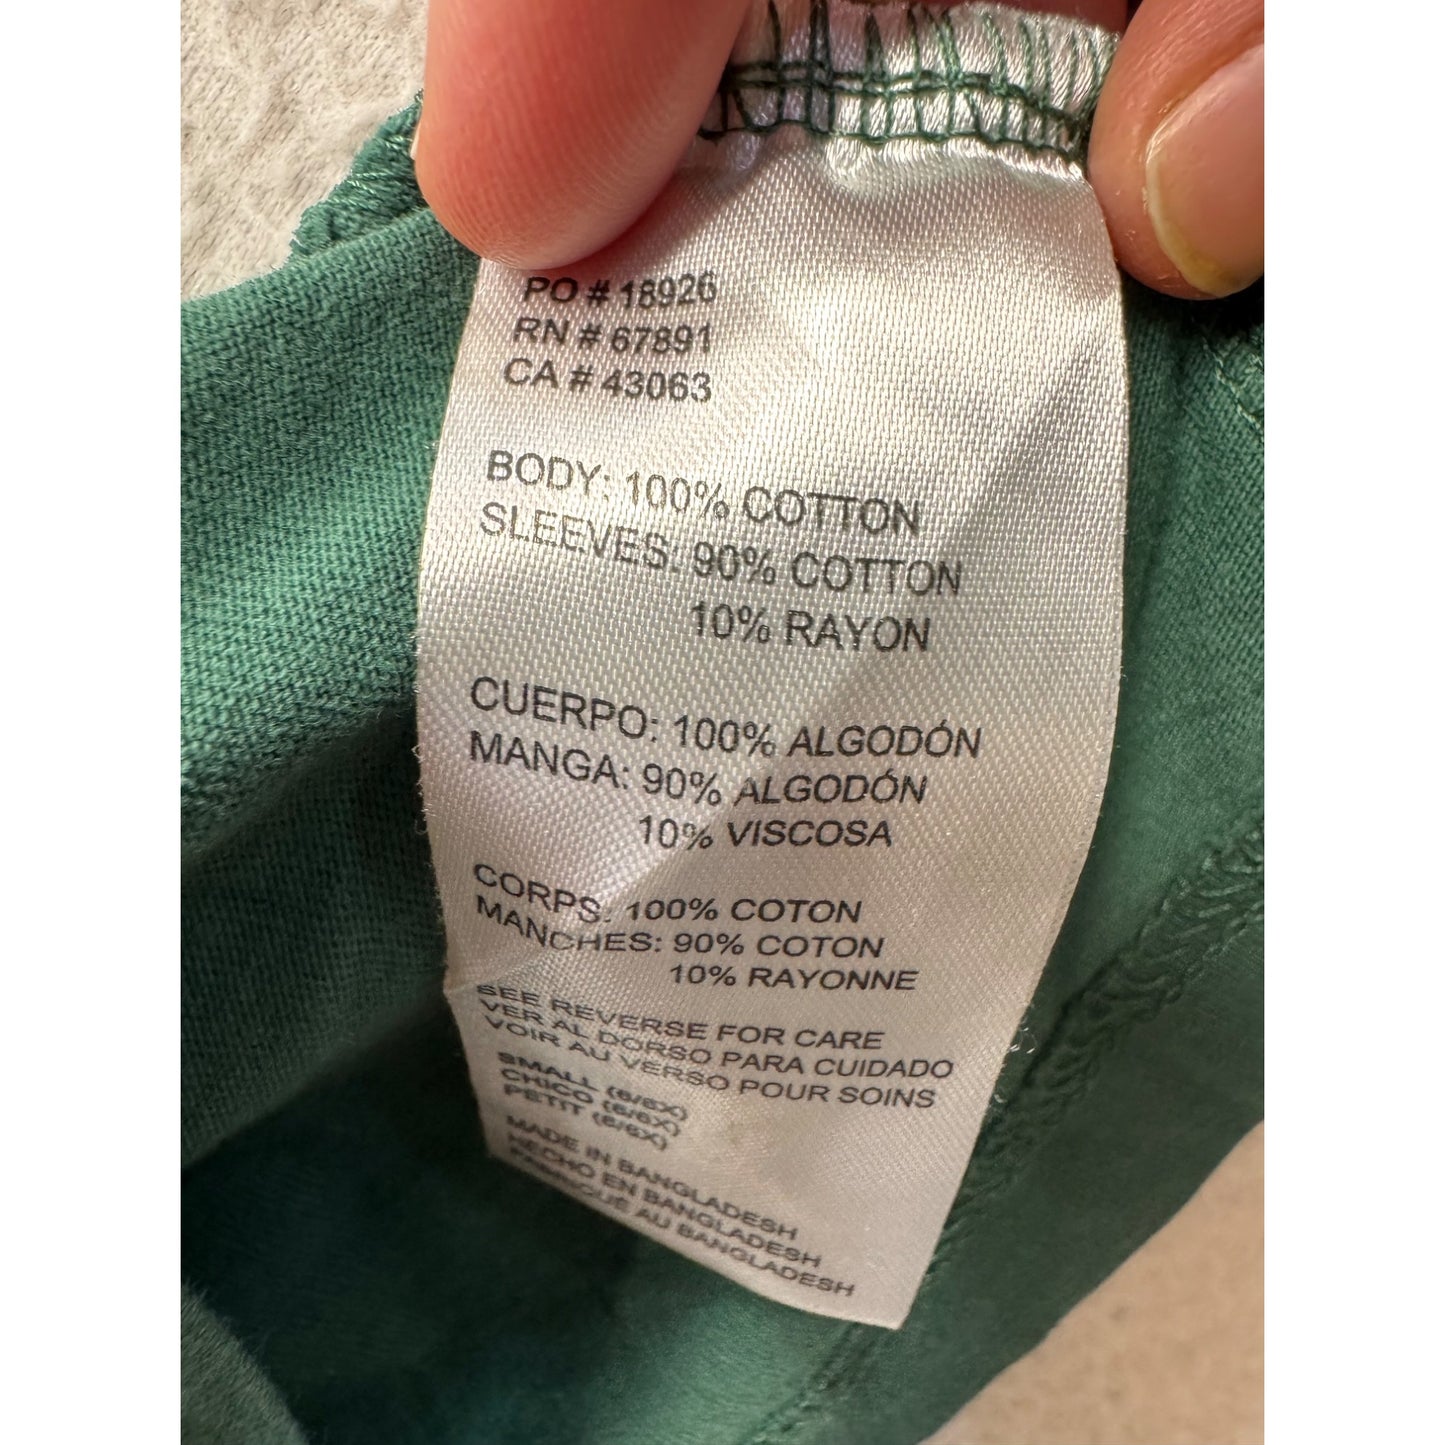 PO # 18926
RN # 67891
CA # 43063
BODY: 100% COTTON
SLEEVES: 90% COTTON
10% RAYON
CUERPO: 100% ALGODÓN
MANGA: 90% ALGODÓN
10% VISCOSA
CORPS: 100% COTON
MANCHES: 90% COTON
10% RAYONNE
SEE REVERSE FOR CARE
VER AL DORSO PARA CUIDADO
VOIR AU VERSO POUR SOINS
SMALL (6/6X)
CHICO (6/6X)
PETIT (6/6X)
MADE IN BANGLADESH
HECHO EN BANGLADESH
FABRIQUÉ AU BANGLADESH